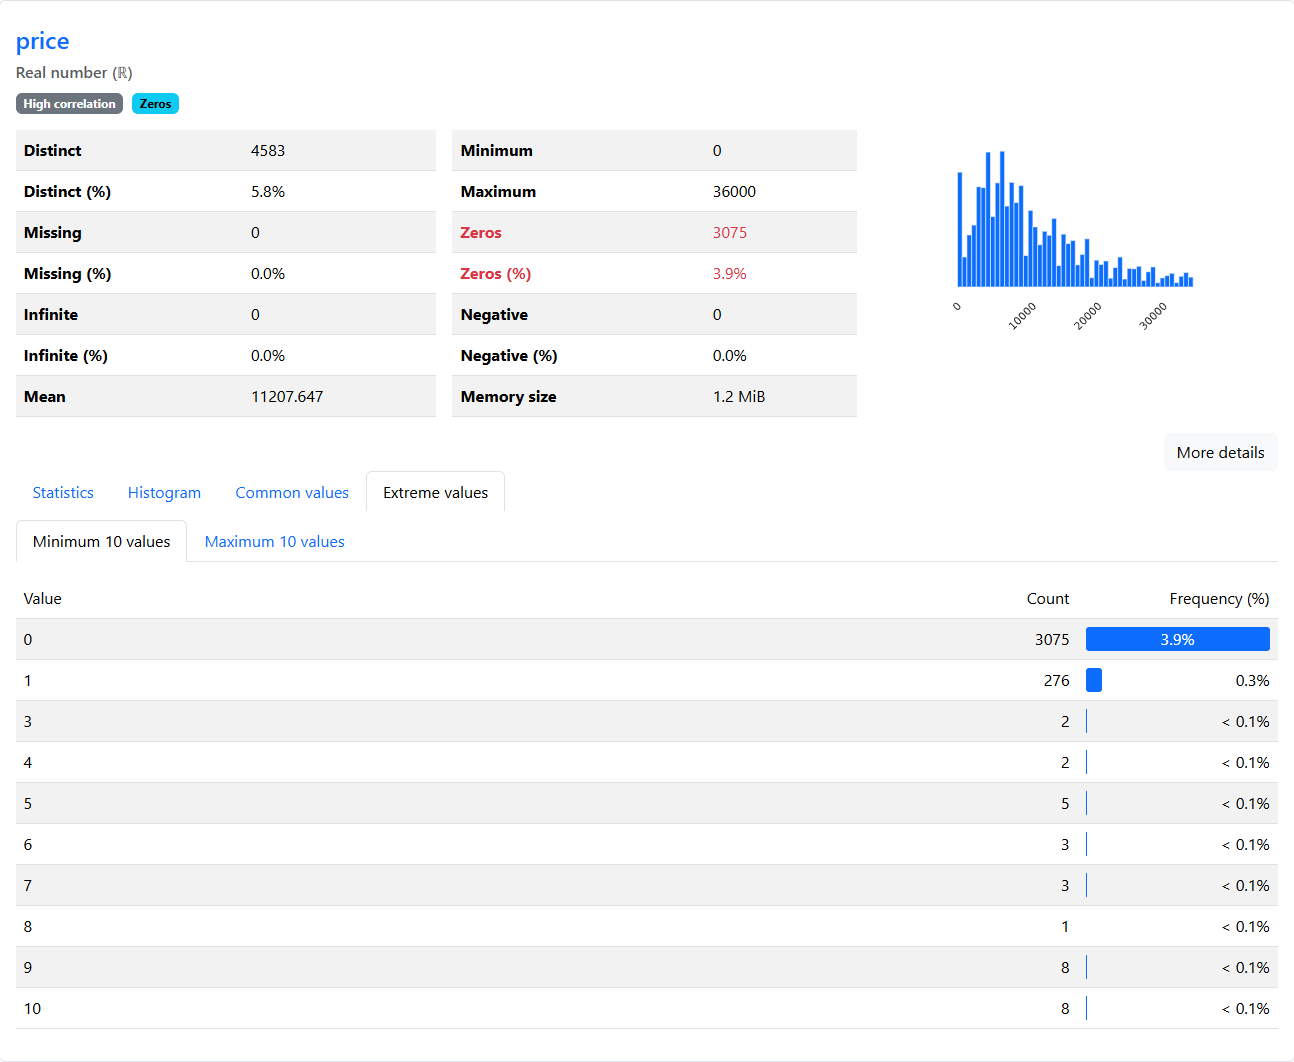 price
Real number (ℝ)
High correlation Zeros
Distinct 4583 Minimum 0
Distinct (%) 5.8% Maximum 36000
Missing 0 Zeros 3075
Missing (%) 0.0% Zeros (%) 3.9%
Infinite 0 Negative 0
Infinite (%) 0.0% Negative (%) 0.0%
Mean 11207.647 Memory size 1.2 MiB
0 10000 20000 30000
More details
Statistics Histogram Common values Extreme values
Minimum 10 values Maximum 10 values
Value Count Frequency (%)
0 3075 3.9%
1 276 0.3%
3 2 < 0.1%
4 2 < 0.1%
5 5 < 0.1%
6 3 < 0.1%
7 3 < 0.1%
8 1 < 0.1%
9 8 < 0.1%
10 8 < 0.1%